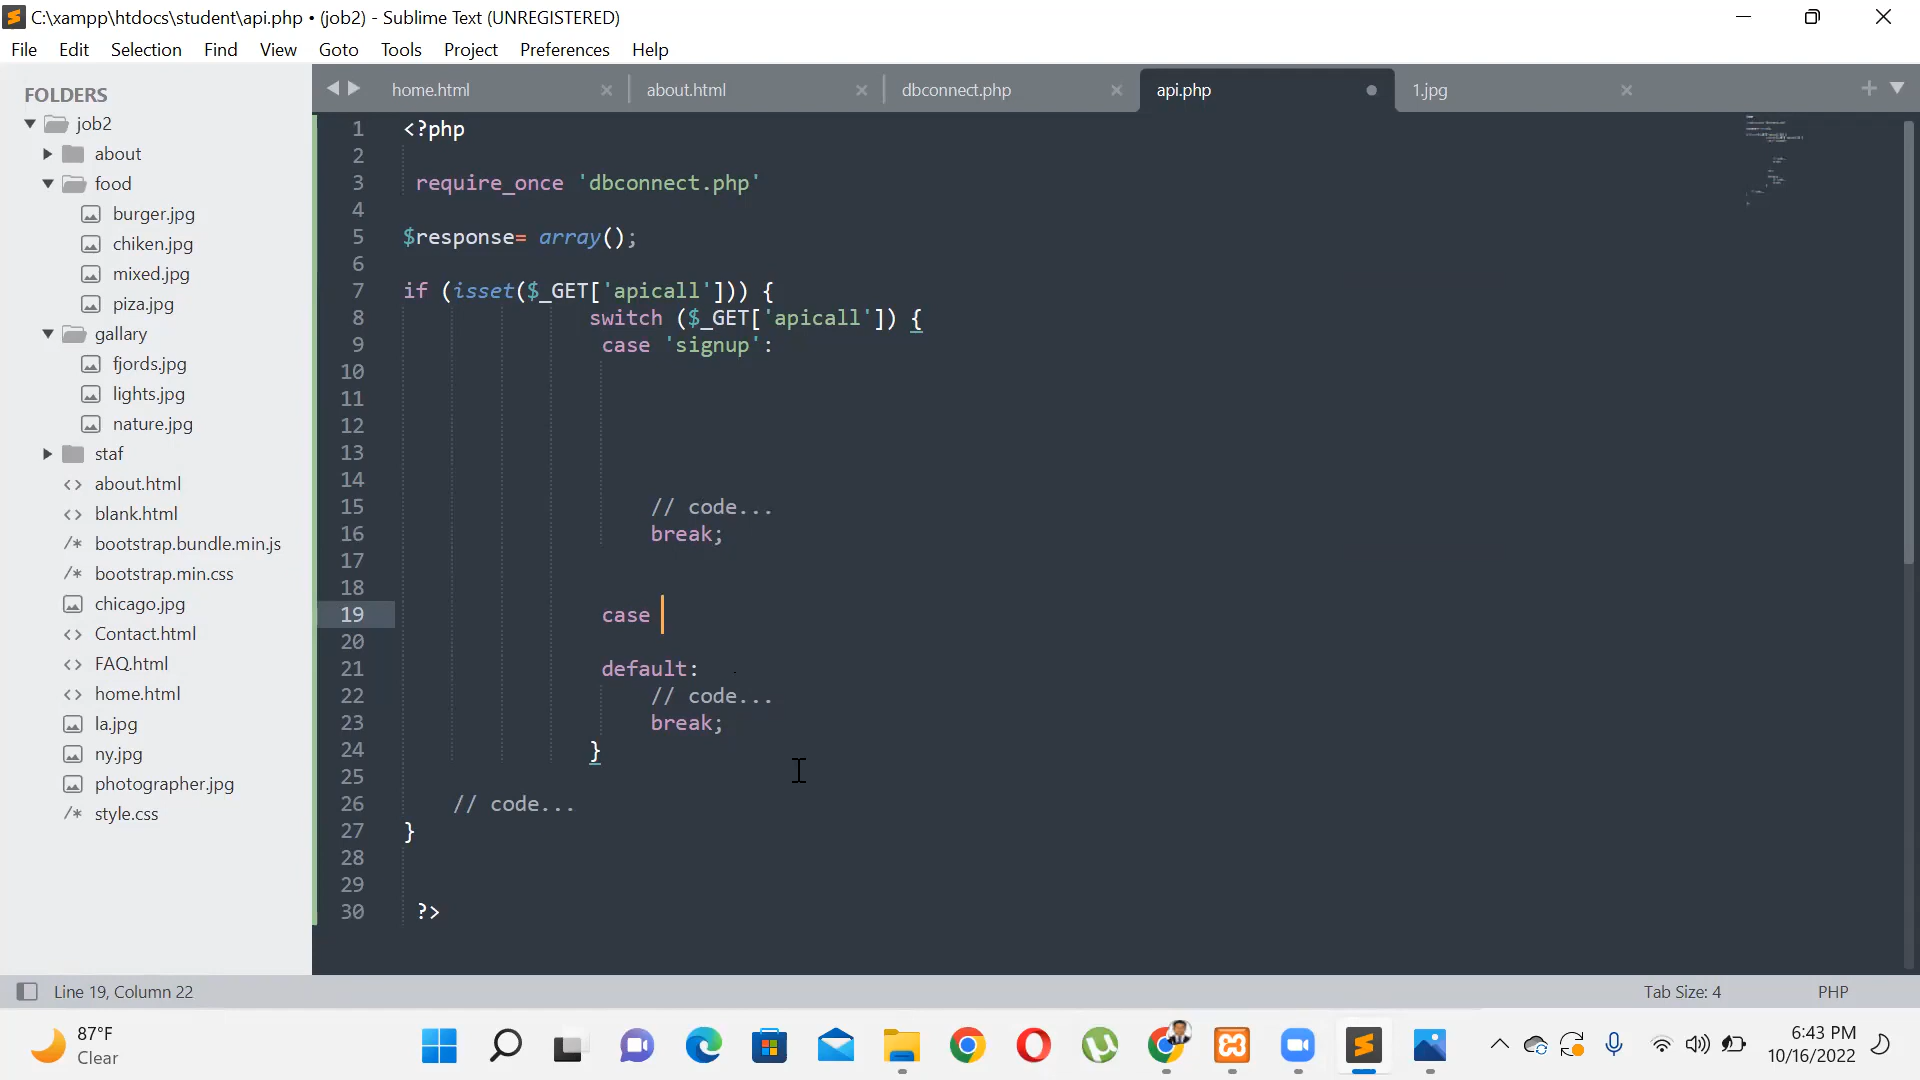 C:\xampp\htdocs\student\api.php • (job2) - Sublime Text (UNREGISTERED)
File Edit Selection Find View Goto Tools Project Preferences Help
FOLDERS
job2
about
food
burger.jpg
chiken.jpg
mixed.jpg
piza.jpg
gallary
fjords.jpg
lights.jpg
nature.jpg
staf
<> about.html
<> blank.html
/* bootstrap.bundle.min.js
/* bootstrap.min.css
chicago.jpg
<> Contact.html
<> FAQ.html
<> home.html
la.jpg
ny.jpg
photographer.jpg
/* style.css
home.html about.html dbconnect.php api.php 1.jpg
1 <?php
2
3 require_once 'dbconnect.php'
4
5 $response= array();
6
7 if (isset($_GET['apicall'])) {
8 switch ($_GET['apicall']) {
9 case 'signup':
10
11
12
13
14
15 // code...
16 break;
17
18
19 case
20
21 default:
22 // code...
23 break;
24 }
25
26 // code...
27 }
28
29
30 ?>
Line 19, Column 22 Tab Size: 4 PHP
87°F
Clear
6:43 PM
10/16/2022